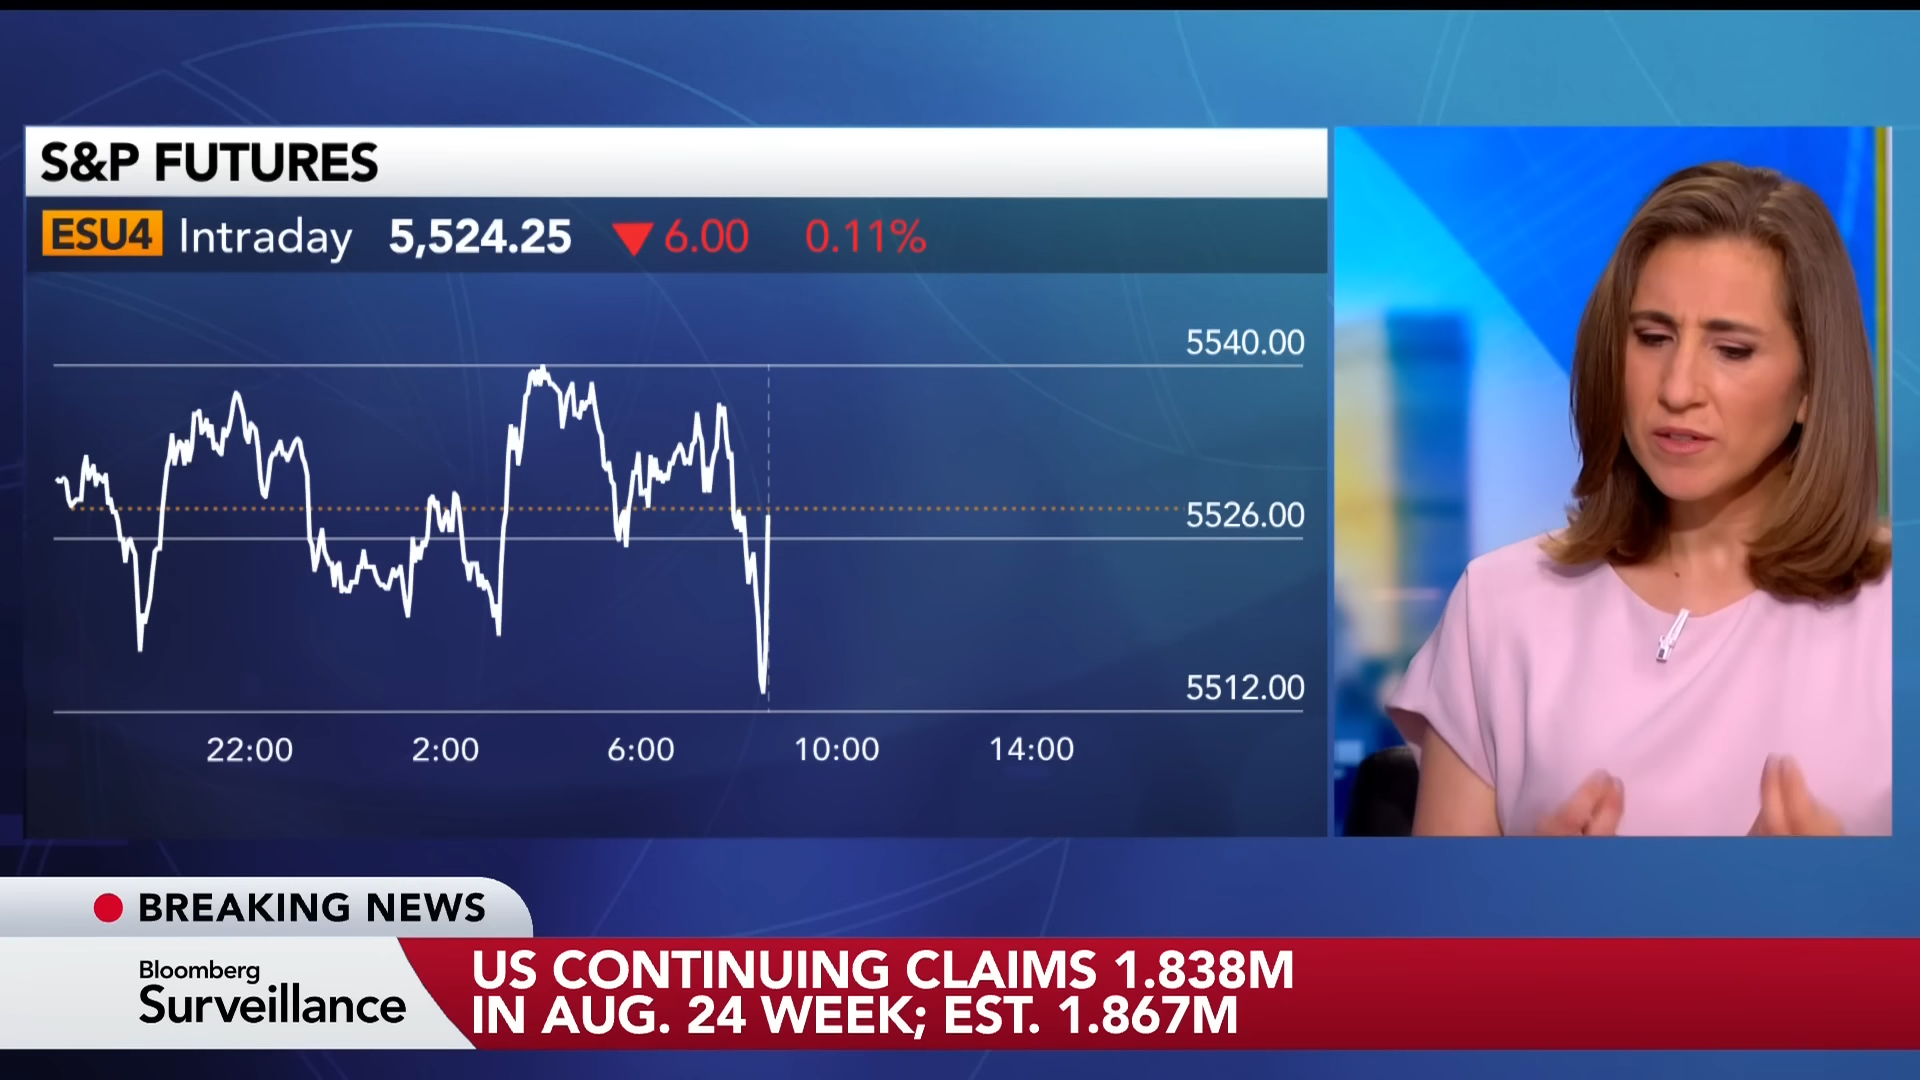 S&P FUTURES
ESU4 Intraday 5,524.25 ▼6.00 0.11%
5540.00
5526.00
5512.00
22:00 2:00 6:00 10:00 14:00
BREAKING NEWS
Bloomberg
Surveillance
US CONTINUING CLAIMS 1.838M
IN AUG. 24 WEEK; EST. 1.867M